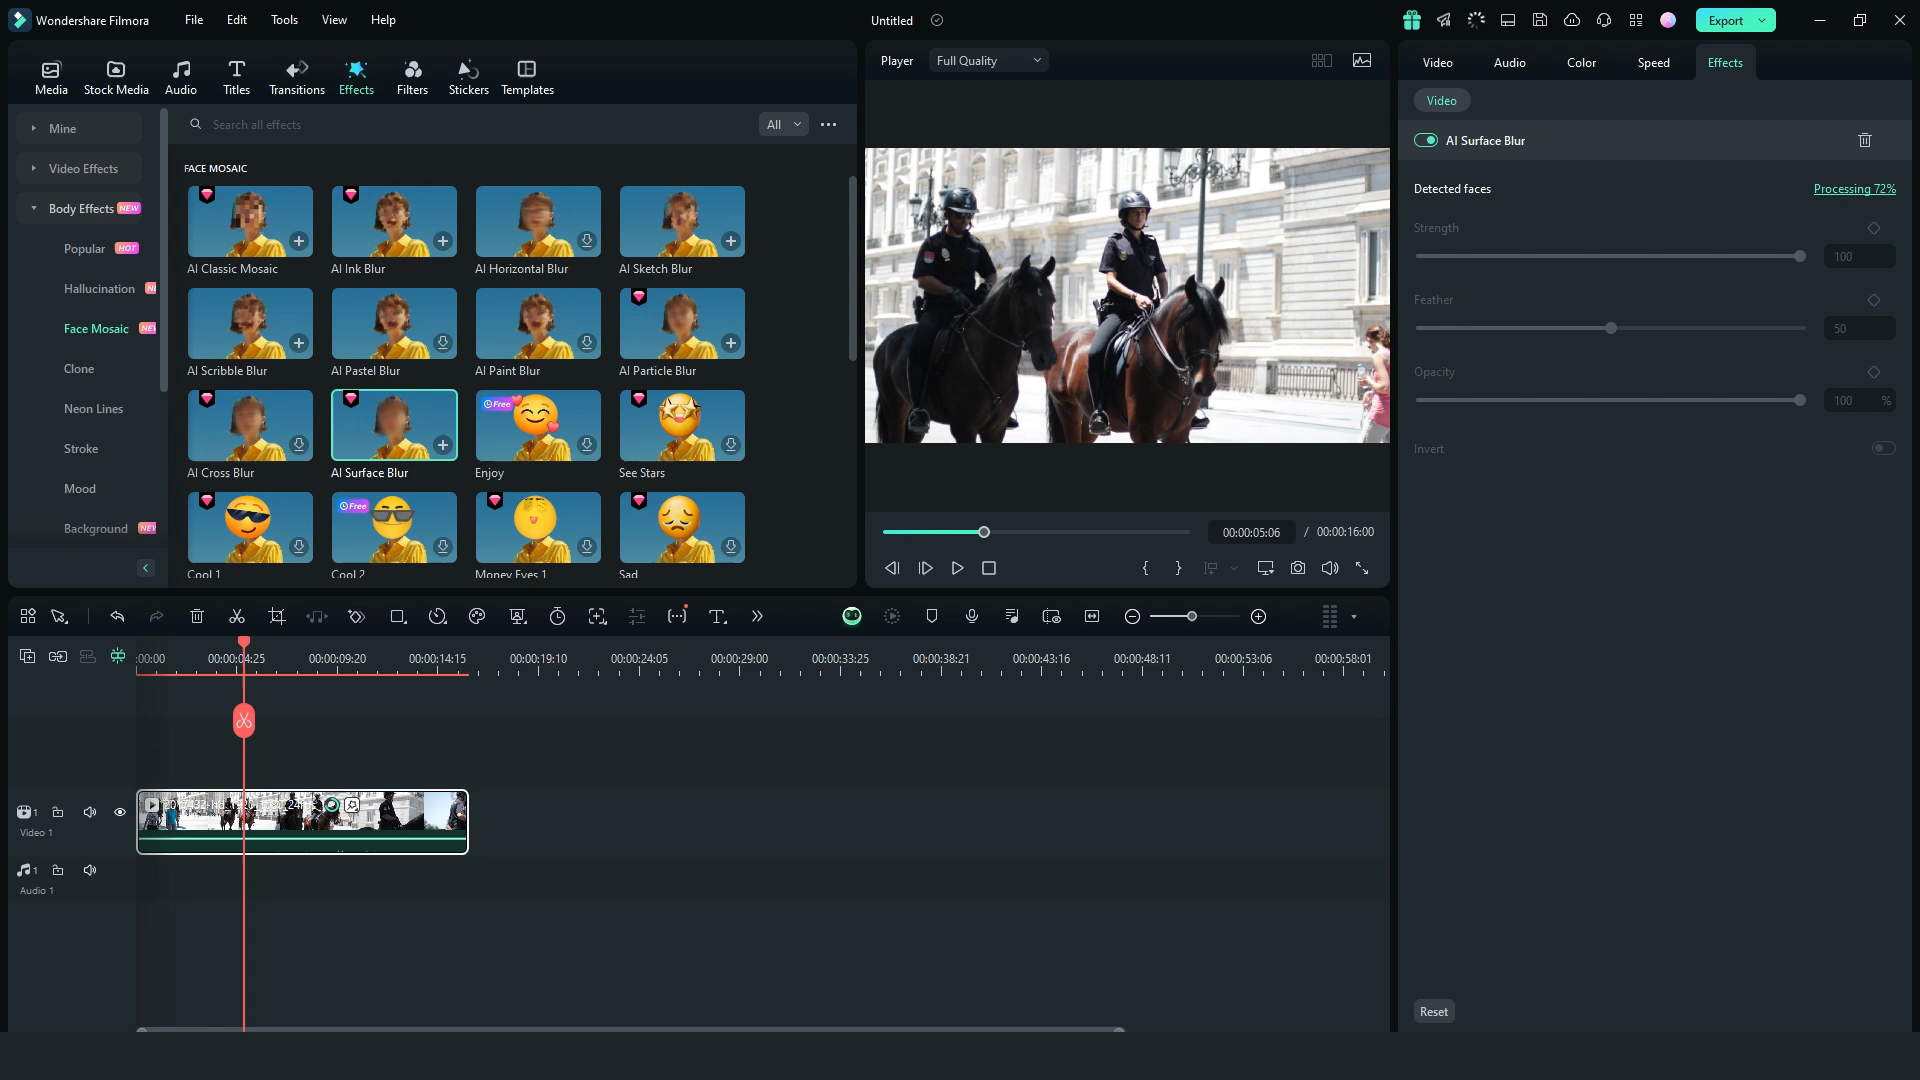 Wondershare Filmora
File
Edit
Tools
View
Help
Untitled
Export
Media
Stock Media
Audio
Titles
Transitions
Effects
Filters
Stickers
Templates
Player
Full Quality
Video
Audio
Color
Speed
Effects
Video
Mine
Video Effects
Body Effects NEW
Popular HOT
Hallucination
Face Mosaic
Clone
Neon Lines
Stroke
Mood
Background
Search all effects
All
FACE MOSAIC
AI Classic Mosaic
AI Ink Blur
AI Horizontal Blur
AI Sketch Blur
AI Scribble Blur
AI Pastel Blur
AI Paint Blur
AI Particle Blur
AI Cross Blur
AI Surface Blur
Free
Enjoy
See Stars
Cool 1
Free
Cool 2
Money Eyes 1
Sad
00:00:05:06 / 00:00:16:00
AI Surface Blur
Detected faces
Processing 72%
Strength
100
Feather
50
Opacity
100 %
Invert
Reset
:00:00
00:00:04:25
00:00:09:20
00:00:14:15
00:00:19:10
00:00:24:05
00:00:29:00
00:00:33:25
00:00:38:21
00:00:43:16
00:00:48:11
00:00:53:06
00:00:58:01
1
Video 1
1
Audio 1